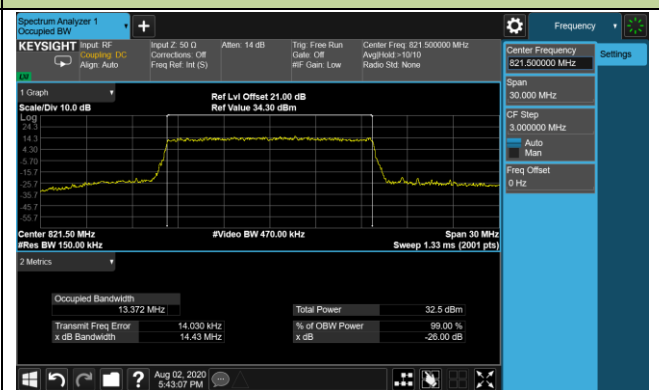 Spectrum Analyzer 1
Occupied BW
Frequency
KEYSIGHT
Input: RF
Coupling: DC
Align: Auto
Input Z: 50 Ω
Corrections: Off
Freq Ref: Int (S)
Atten: 14 dB
Trig: Free Run
Gate: Off
#IF Gain: Low
Center Freq: 821.500000 MHz
Avg|Hold:>10/10
Radio Std: None
Center Frequency
821.500000 MHz
Settings
Span
30.000 MHz
CF Step
3.000000 MHz
Auto
Man
Freq Offset
0 Hz
1 Graph
Scale/Div 10.0 dB
Ref Lvl Offset 21.00 dB
Ref Value 34.30 dBm
Log
24.3
14.3
4.30
-5.70
-15.7
-25.7
-35.7
-45.7
-55.7
Center 821.50 MHz
#Video BW 470.00 kHz
Span 30 MHz
#Res BW 150.00 kHz
Sweep 1.33 ms (2001 pts)
2 Metrics
Occupied Bandwidth
13.372 MHz
Total Power
32.5 dBm
Transmit Freq Error
14.030 kHz
% of OBW Power
99.00 %
x dB Bandwidth
14.43 MHz
x dB
-26.00 dB
?
Aug 02, 2020
5:43:07 PM